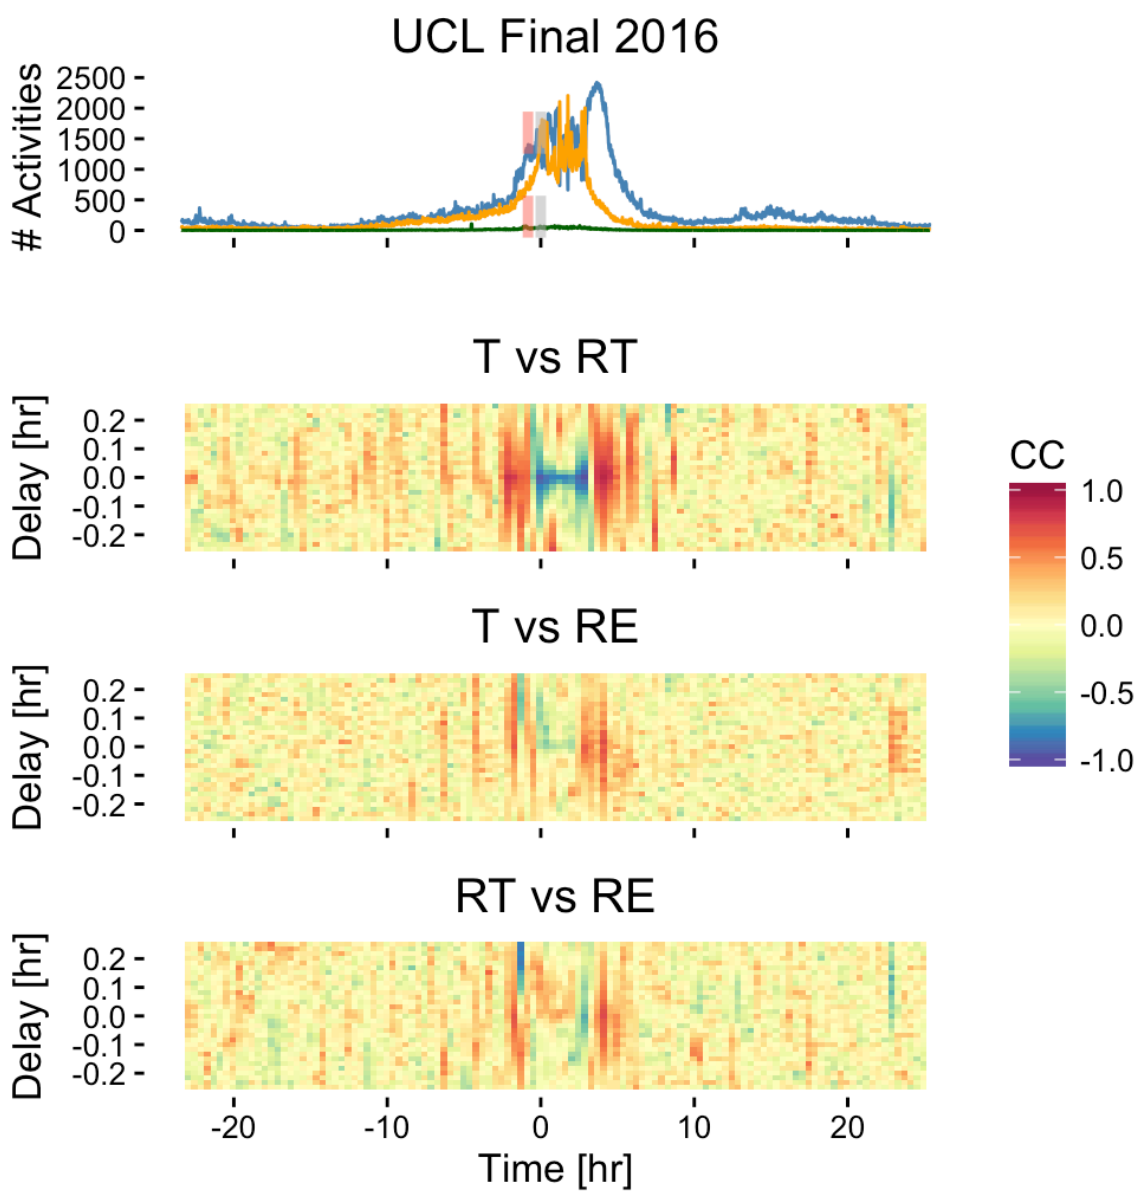 UCL Final 2016
# Activities
2500
2000
1500
1000
500
0
T vs RT
Delay [hr]
0.2
0.1
0.0
-0.1
-0.2
CC
1.0
0.5
0.0
-0.5
-1.0
T vs RE
Delay [hr]
0.2
0.1
0.0
-0.1
-0.2
RT vs RE
Delay [hr]
0.2
0.1
0.0
-0.1
-0.2
-20 -10 0 10 20
Time [hr]